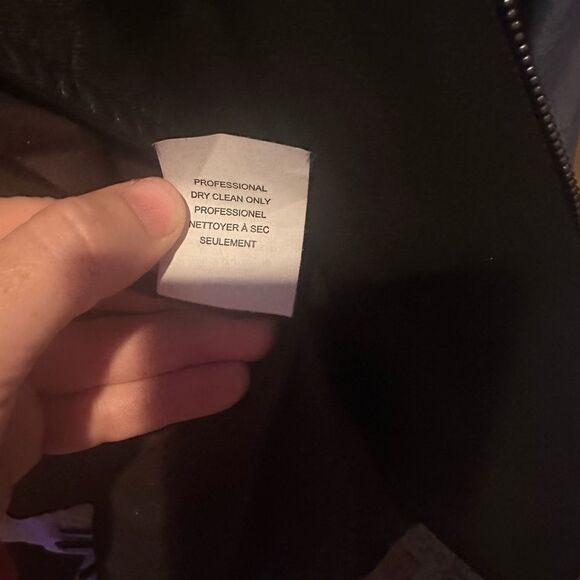 PROFESSIONAL
DRY CLEAN ONLY
PROFESSIONEL
NETTOYER À SEC
SEULEMENT